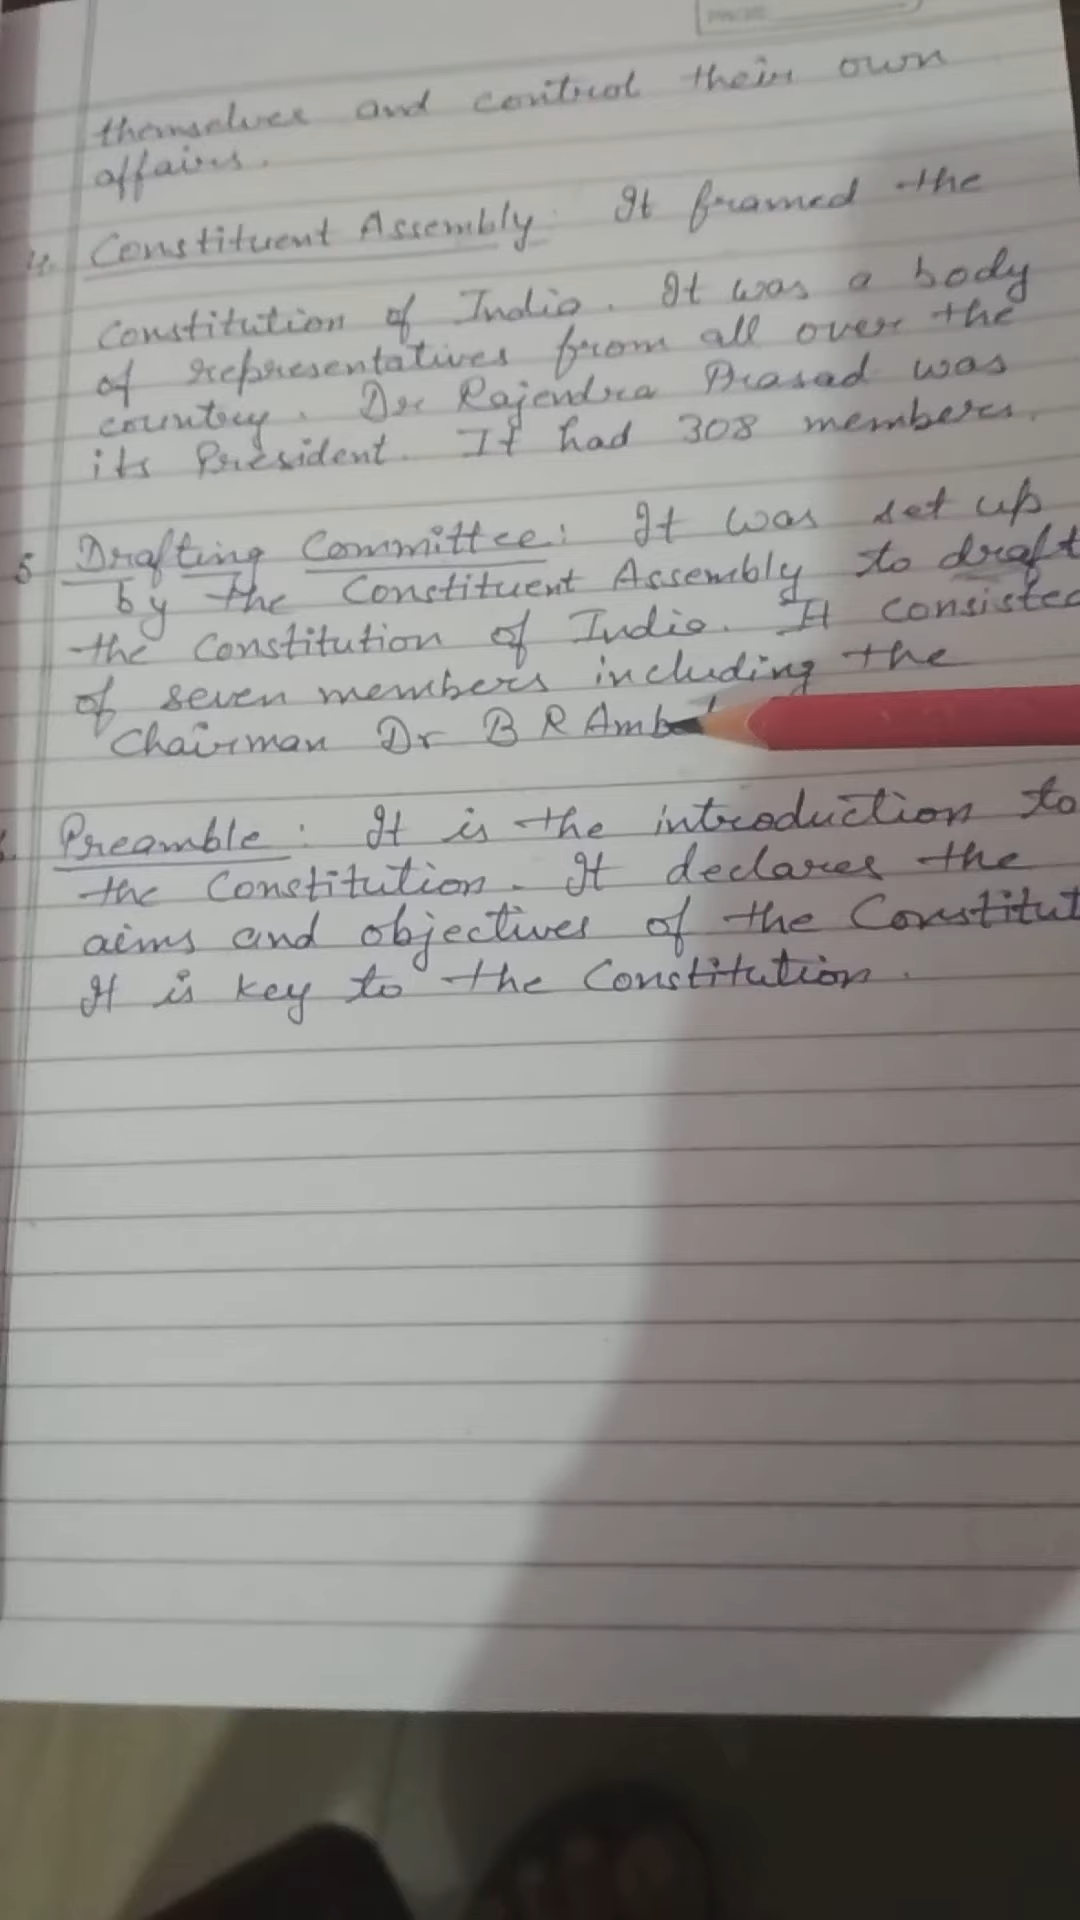 themselves and control their own
affairs.
4. Constituent Assembly: It framed the
Constitution of India. It was a body
of representatives from all over the
country. Dr Rajendra Prasad was
its President. It had 308 members.
5 Drafting Committee: It was set up
by the Constituent Assembly to draft
the Constitution of India. It consisted
of seven members including the
Chairman Dr B R Amb
Preamble: It is the introduction to
the Constitution. It declares the
aims and objectives of the Constitut
It is key to the Constitution.